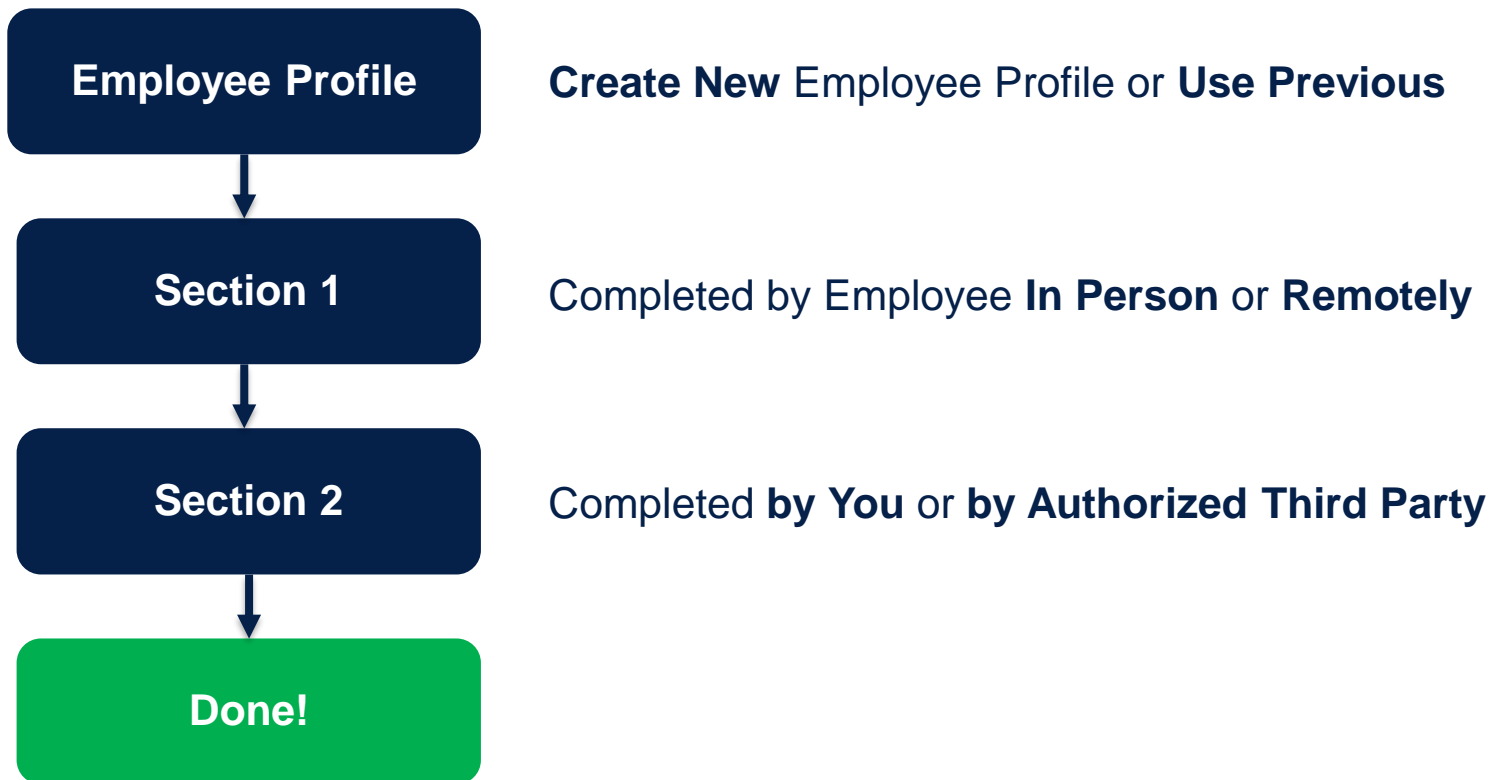 Employee Profile
Create New Employee Profile or Use Previous
Section 1
Completed by Employee In Person or Remotely
Section 2
Completed by You or by Authorized Third Party
Done!